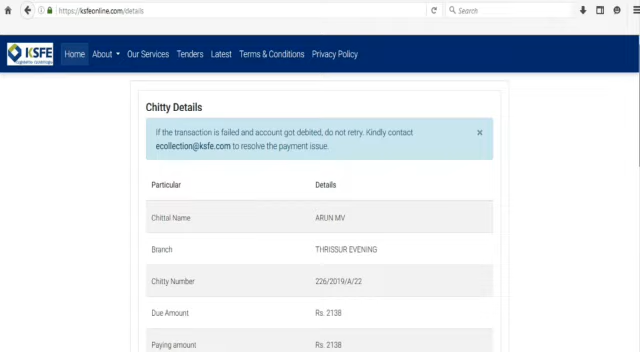 https://ksfeonline.com/details
Search
KSFE
Home About Our Services Tenders Latest Terms & Conditions Privacy Policy
Chitty Details
If the transaction is failed and account got debited, do not retry. Kindly contact
ecollection@ksfe.com to resolve the payment issue.
×
Particular Details
Chittal Name ARUN MV
Branch THRISSUR EVENING
Chitty Number 226/2019/A/22
Due Amount Rs. 2138
Paying amount Rs. 2138